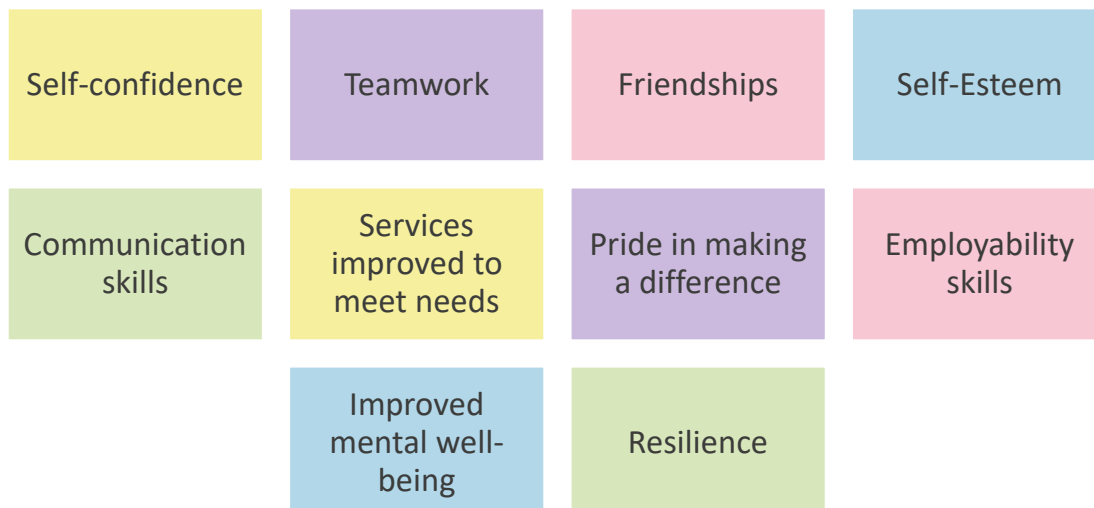 Self-confidence
Teamwork
Friendships
Self-Esteem
Communication
skills
Services
improved to
meet needs
Pride in making
a difference
Employability
skills
Improved
mental well-
being
Resilience